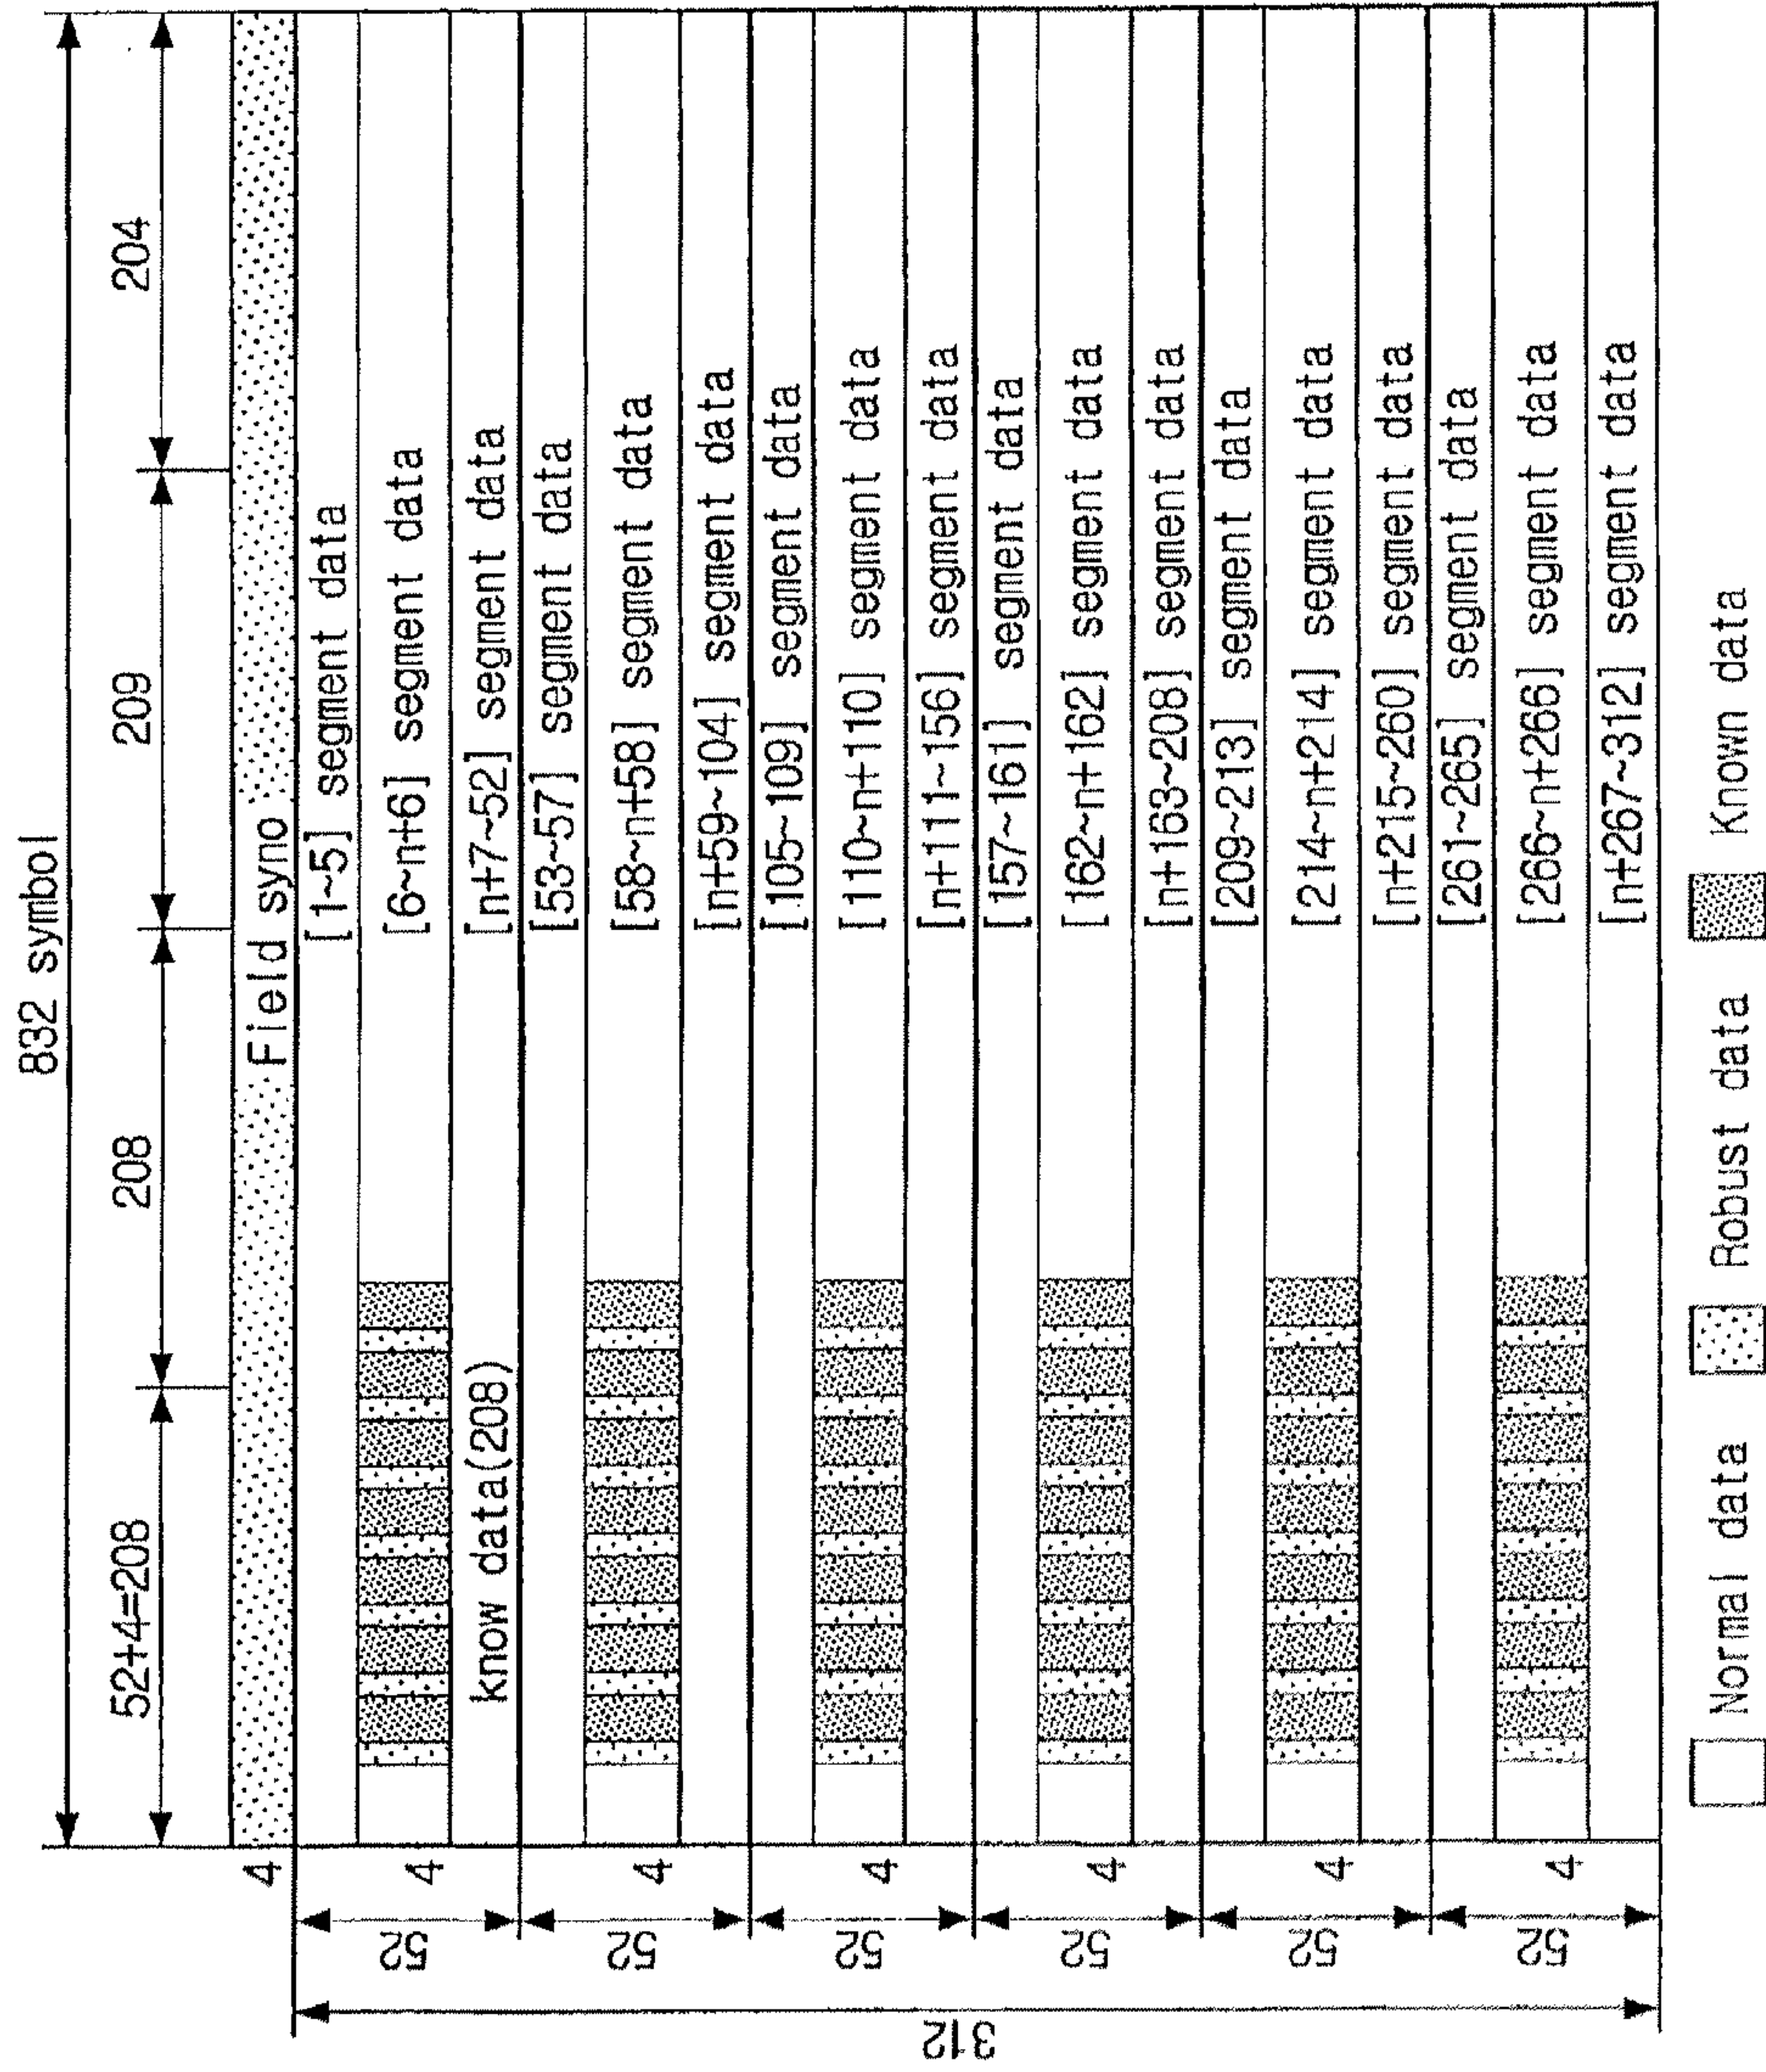 832 symbol
52+4=208
208
209
204
4
Field syno
[1~5] segment data
4
[6~n+6] segment data
know data(208)
[n+7~52] segment data
52
[53~57] segment data
4
[58~n+58] segment data
[n+59~104] segment data
52
[105~109] segment data
4
[110~n+110] segment data
[n+111~156] segment data
52
[157~161] segment data
4
[162~n+162] segment data
[n+163~208] segment data
52
[209~213] segment data
4
[214~n+214] segment data
[n+215~260] segment data
52
[261~265] segment data
4
[266~n+266] segment data
[n+267~312] segment data
52
312
Normal data
Robust data
Known data